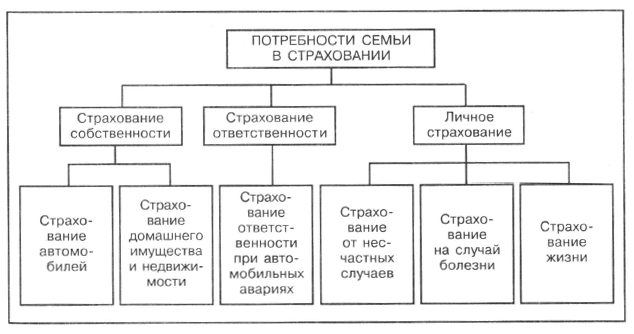 ПОТРЕБНОСТИ СЕМЬИ
В СТРАХОВАНИИ
Страхование
собственности
Страхование
ответственности
Личное
страхование
Страхо-
вание
автомо-
билей
Страхо-
вание
домашнего
имущества
и недвижи-
мости
Страхо-
вание
ответст-
венности
при авто-
мобильных
авариях
Страхо-
вание
от нес-
частных
случаев
Страхо-
вание
на случай
болезни
Страхо-
вание
жизни